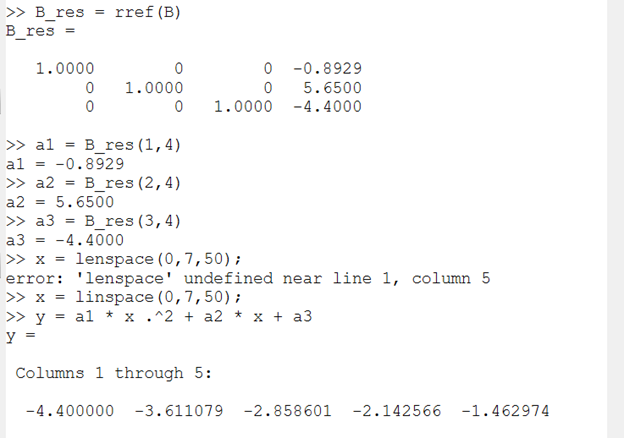 >> B_res = rref(B)
B_res =
1.0000 0 0 -0.8929
0 1.0000 0 5.6500
0 0 1.0000 -4.4000
>> a1 = B_res(1,4)
a1 = -0.8929
>> a2 = B_res(2,4)
a2 = 5.6500
>> a3 = B_res(3,4)
a3 = -4.4000
>> x = lenspace(0,7,50);
error: 'lenspace' undefined near line 1, column 5
>> x = linspace(0,7,50);
>> y = a1 * x .^2 + a2 * x + a3
y =
Columns 1 through 5:
-4.400000 -3.611079 -2.858601 -2.142566 -1.462974